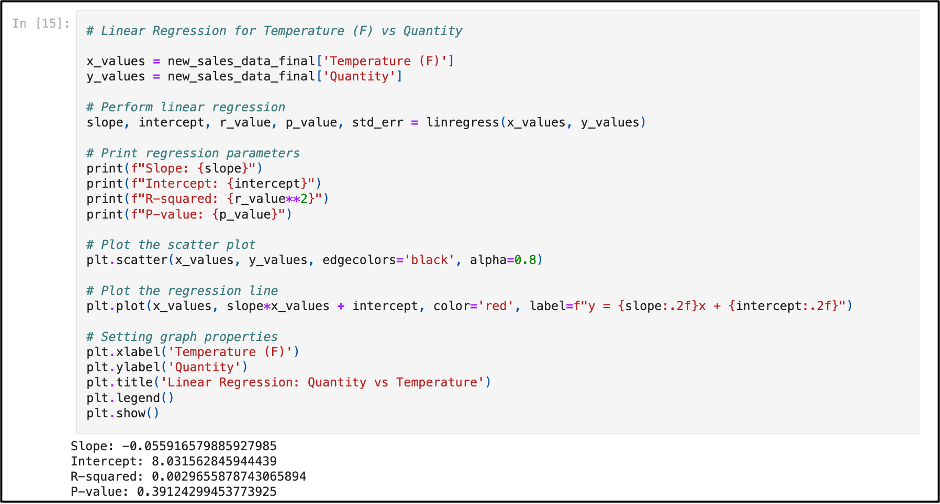 In [15]:
# Linear Regression for Temperature (F) vs Quantity
x_values = new_sales_data_final['Temperature (F)']
y_values = new_sales_data_final['Quantity']
# Perform linear regression
slope, intercept, r_value, p_value, std_err = linregress(x_values, y_values)
# Print regression parameters
print(f"Slope: {slope}")
print(f"Intercept: {intercept}")
print(f"R-squared: {r_value**2}")
print(f"P-value: {p_value}")
# Plot the scatter plot
plt.scatter(x_values, y_values, edgecolors='black', alpha=0.8)
# Plot the regression line
plt.plot(x_values, slope*x_values + intercept, color='red', label=f"y = {slope:.2f}x + {intercept:.2f}")
# Setting graph properties
plt.xlabel('Temperature (F)')
plt.ylabel('Quantity')
plt.title('Linear Regression: Quantity vs Temperature')
plt.legend()
plt.show()
Slope: -0.055916579885927985
Intercept: 8.031562845944439
R-squared: 0.0029655878743065894
P-value: 0.39124299453773925